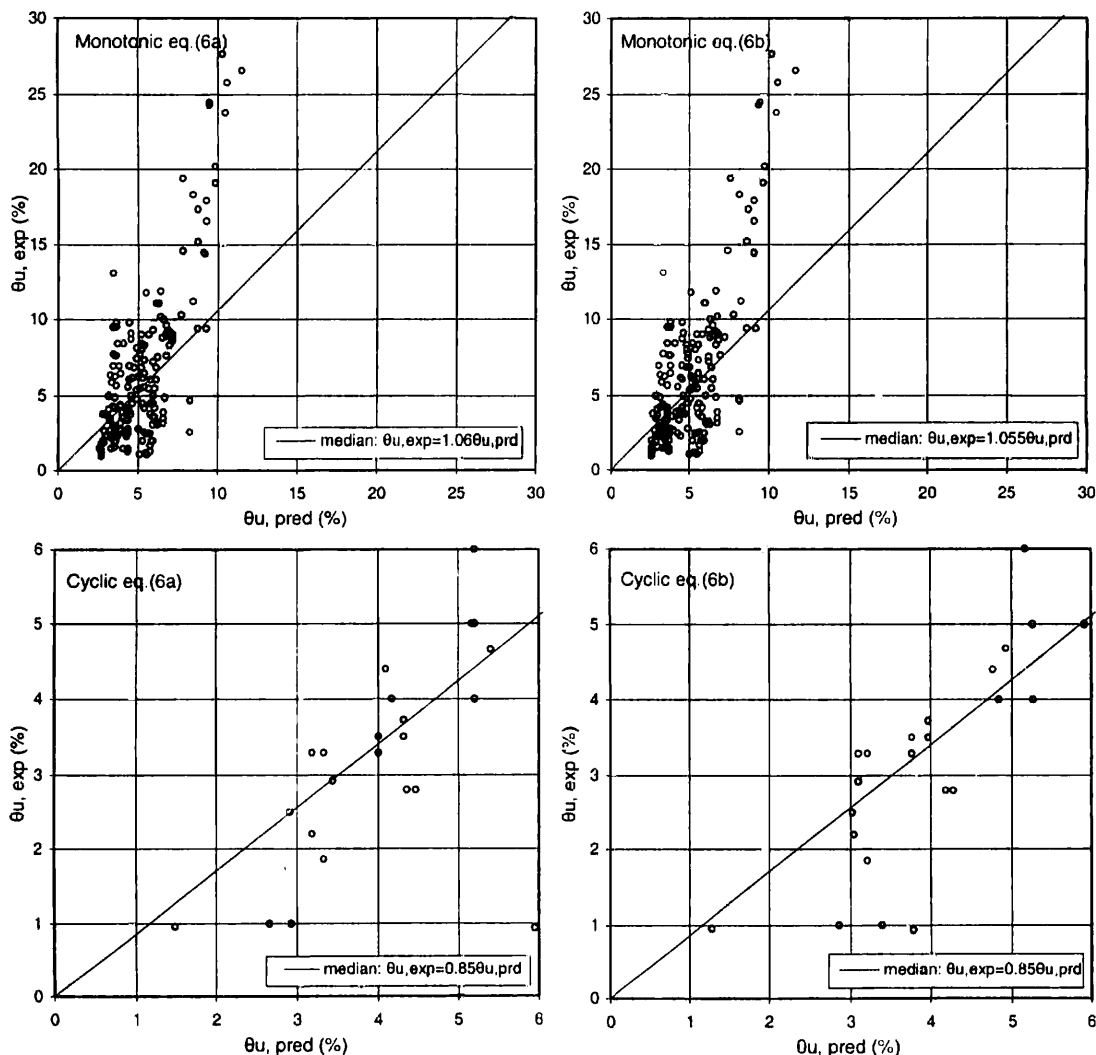 Monotonic eq.(6a)
30
25
20
15
10
5
0
θu, exp (%)
median: θu,exp=1.06θu,prd
0 5 10 15 20 25 30
θu, pred (%)
Monotonic eq.(6b)
30
25
20
15
10
5
0
θu, exp (%)
median: θu,exp=1.055θu,prd
0 5 10 15 20 25 30
θu, pred (%)
Cyclic eq.(6a)
6
5
4
3
2
1
0
θu, exp (%)
median: θu,exp=0.85θu,prd
0 1 2 3 4 5 6
θu, pred (%)
Cyclic eq.(6b)
6
5
4
3
2
1
0
θu, exp (%)
median: θu,exp=0.85θu,prd
0 1 2 3 4 5 6
θu, pred (%)